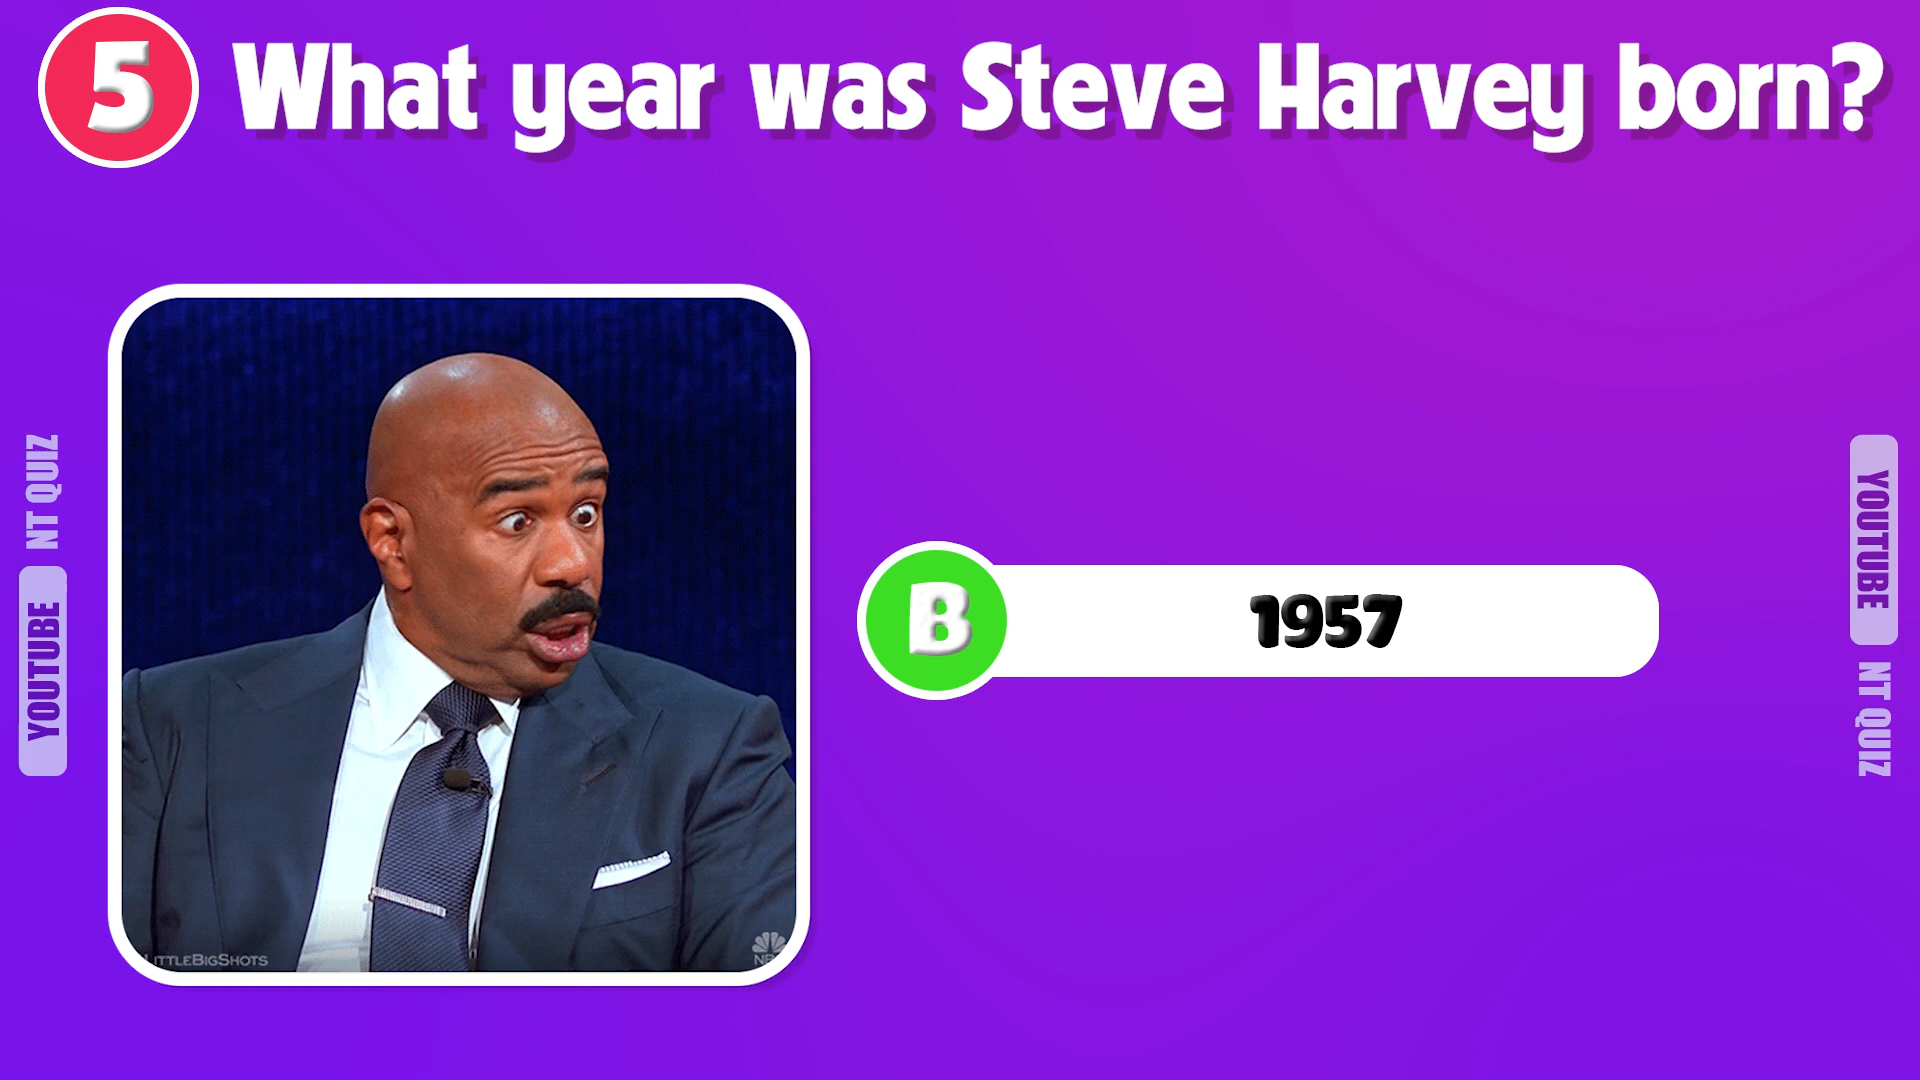 5 What year was Steve Harvey born?
YOUTUBE NT QUIZ
B 1957
YOUTUBE NT QUIZ
LITTLEBIGSHOTS